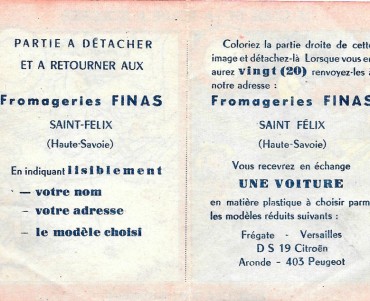 PARTIE A DÉTACHER
ET A RETOURNER AUX
Fromageries FINAS
SAINT-FELIX
(Haute-Savoie)
En indiquant lisiblement
— votre nom
— votre adresse
— le modèle choisi
Coloriez la partie droite de cette
image et détachez-là Lorsque vous en
aurez vingt (20) renvoyez-les à
notre adresse :
Fromageries FINAS
SAINT FÉLIX
(Haute-Savoie)
Vous recevrez en échange
UNE VOITURE
en matière plastique à choisir parm
les modèles réduits suivants :
Frégate - Versailles
D S 19 Citroën
Aronde - 403 Peugeot